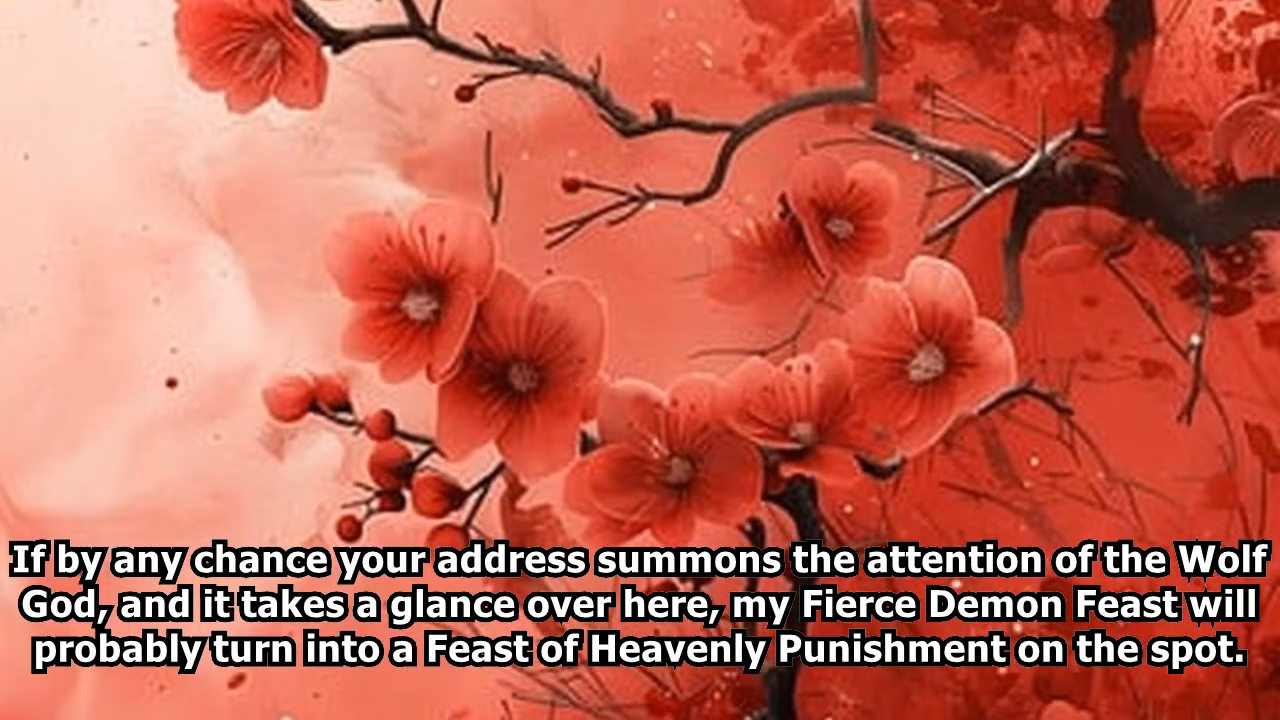 If by any chance your address summons the attention of the Wolf
God, and it takes a glance over here, my Fierce Demon Feast will
probably turn into a Feast of Heavenly Punishment on the spot.